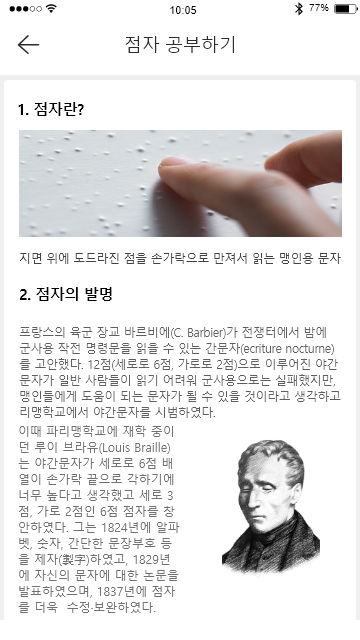 10:05
77%
점자 공부하기
1. 점자란?
지면 위에 도드라진 점을 손가락으로 만져서 읽는 맹인용 문자
2. 점자의 발명
프랑스의 육군 장교 바르비에(C. Barbier)가 전쟁터에서 밤에
군사용 작전 명령문을 읽을 수 있는 간문자(ecriture nocturne)
를 고안했다. 12점(세로로 6점, 가로로 2점)으로 이루어진 야간
문자가 일반 사람들이 읽기 어려워 군사용으로는 실패했지만,
맹인들에게 도움이 되는 문자가 될 수 있을 것이라고 생각하고 파
리맹학교에서 야간문자를 시범하였다.
이때 파리맹학교에 재학 중이
던 루이 브라유(Louis Braille)
는 야간문자가 세로로 6점 배
열이 손가락 끝으로 각하기에
너무 높다고 생각했고 세로 3
점, 가로 2점인 6점 점자를 창
안하였다. 그는 1824년에 알파
벳, 숫자, 간단한 문장부호 등
을 제자(製字)하였고, 1829년
에 자신의 문자에 대한 논문을
발표하였으며, 1837년에 점자
를 더욱 수정·보완하였다.